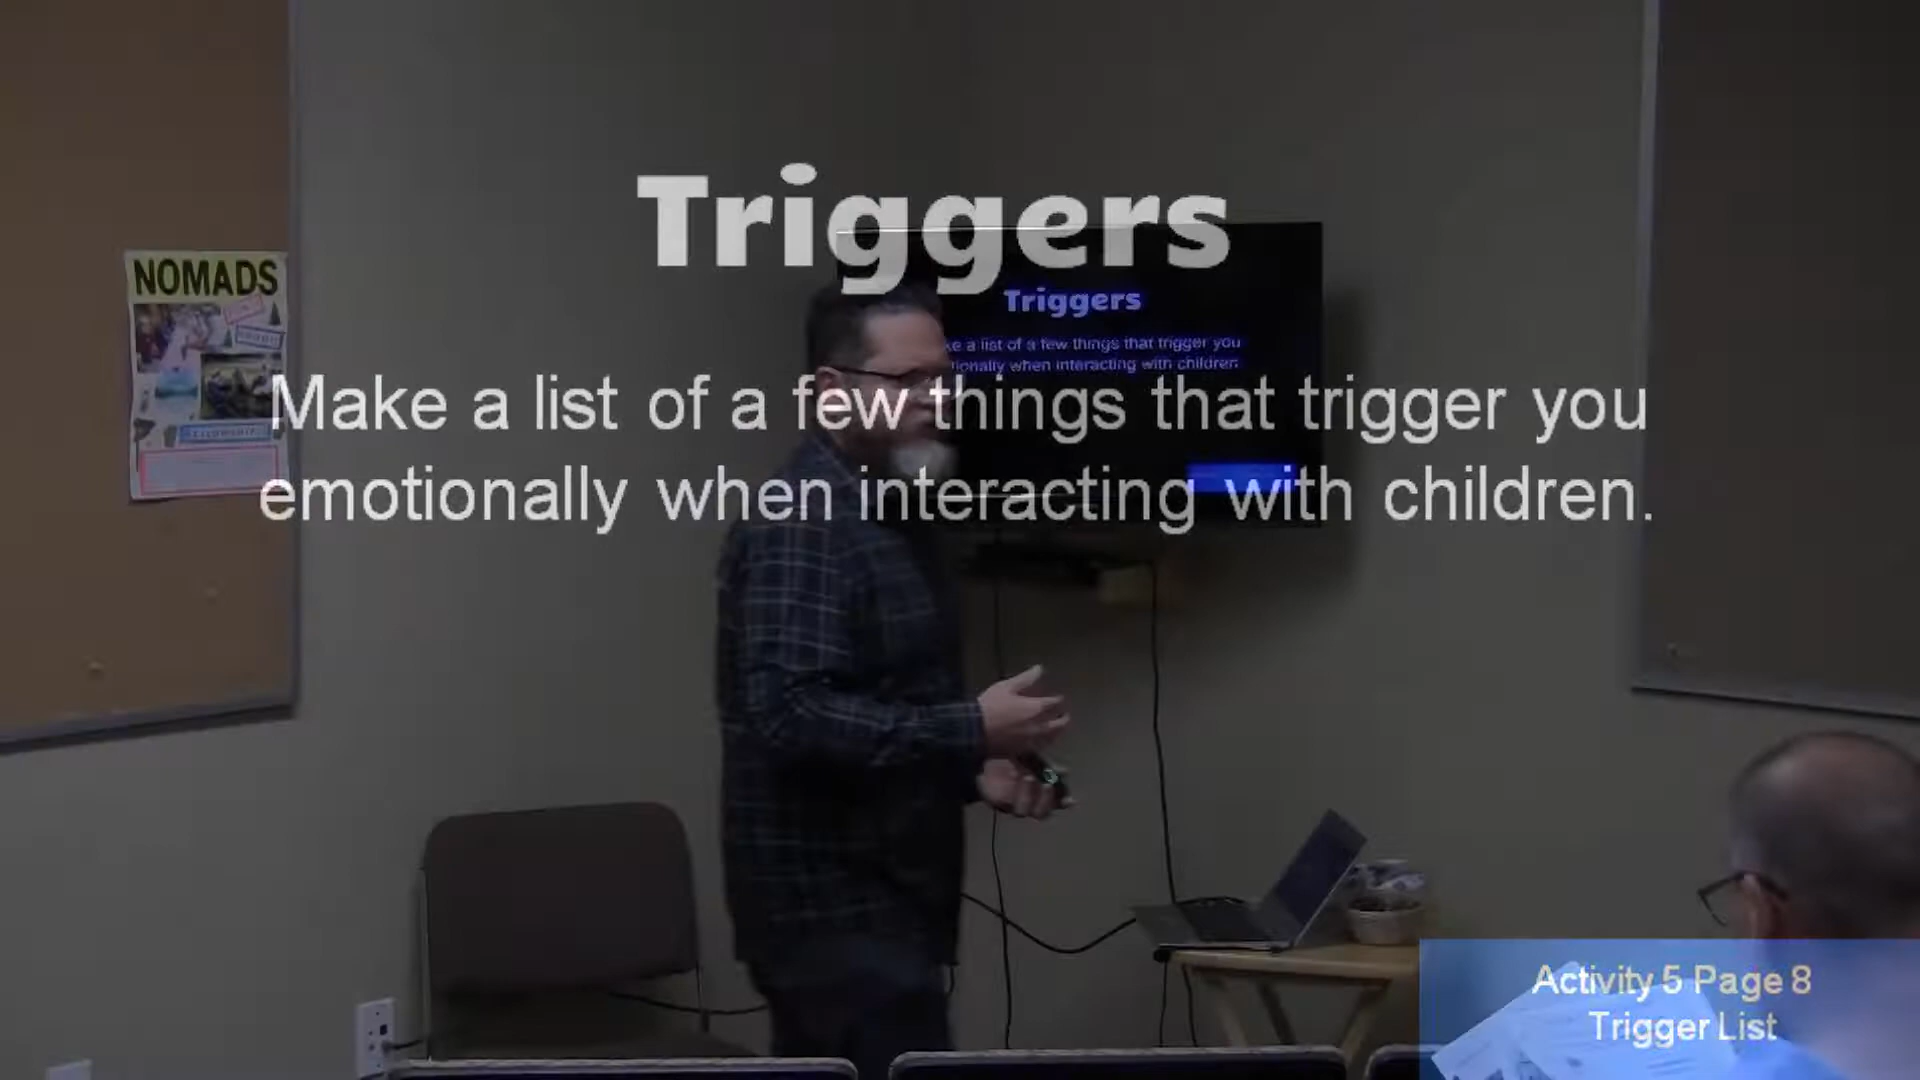 Triggers
Make a list of a few things that trigger you
emotionally when interacting with children.
NOMADS
FELLOWSHIP
Triggers
a list of a few things that trigger you
when interacting with children
Activity 5 Page 8
Trigger List